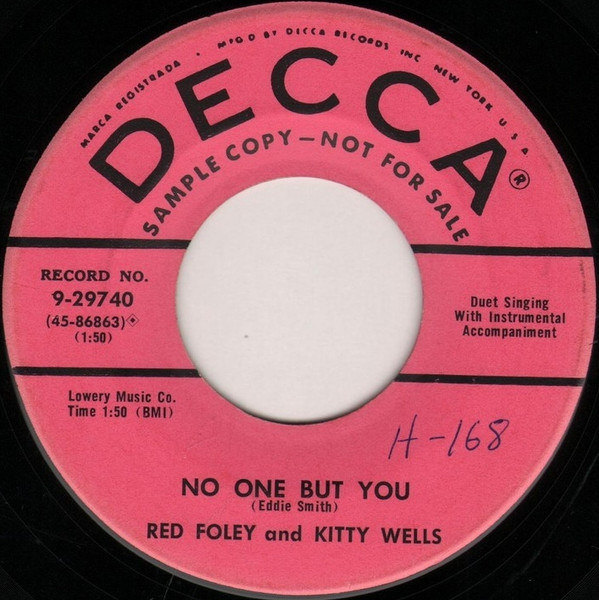 MARCA REGISTRADA • MFG'D BY DECCA RECORDS INC NEW YORK U.S.A
DECCA®
SAMPLE COPY — NOT FOR SALE
RECORD NO.
9-29740
(45-86863)
(1:50)
Duet Singing
With Instrumental
Accompaniment
Lowery Music Co.
Time 1:50 (BMI)
H-168
NO ONE BUT YOU
(Eddie Smith)
RED FOLEY and KITTY WELLS